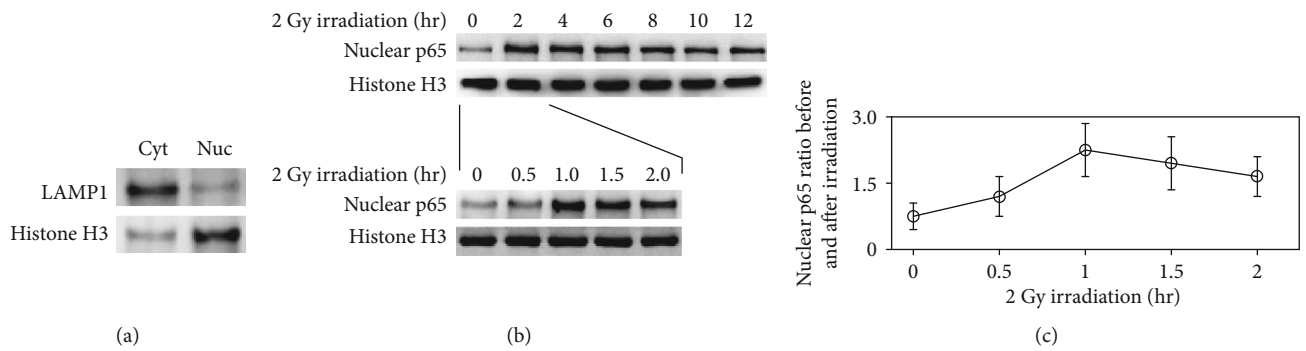 Cyt Nuc
LAMP1
Histone H3
(a)
2 Gy irradiation (hr) 0 2 4 6 8 10 12
Nuclear p65
Histone H3
2 Gy irradiation (hr) 0 0.5 1.0 1.5 2.0
Nuclear p65
Histone H3
(b)
Nuclear p65 ratio before
and after irradiation
3.0
1.5
0
0 0.5 1 1.5 2
2 Gy irradiation (hr)
(c)